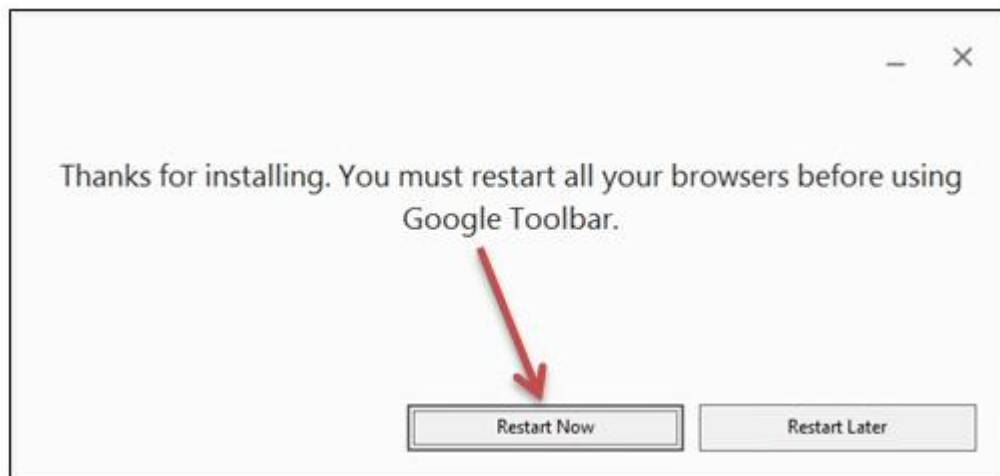 Thanks for installing. You must restart all your browsers before using
Google Toolbar.
Restart Now
Restart Later